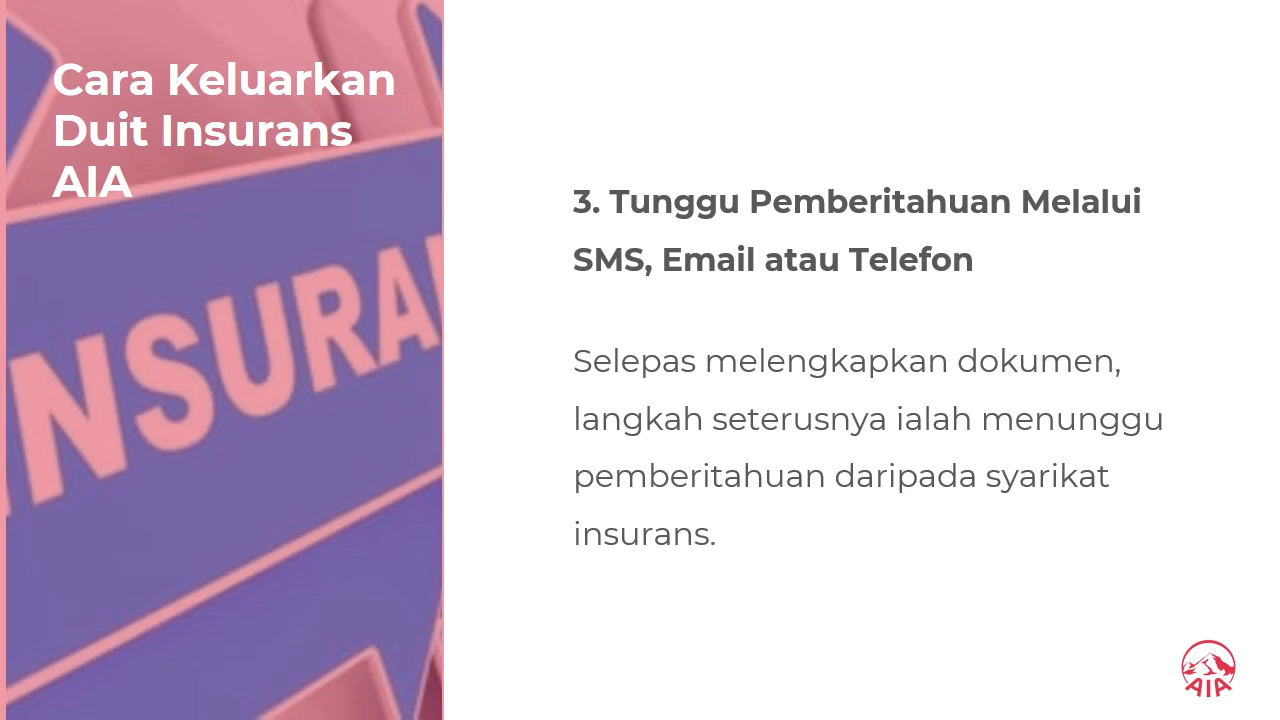 Cara Keluarkan
Duit Insurans
AIA
INSURA
3. Tunggu Pemberitahuan Melalui
SMS, Email atau Telefon
Selepas melengkapkan dokumen,
langkah seterusnya ialah menunggu
pemberitahuan daripada syarikat
insurans.
AIA